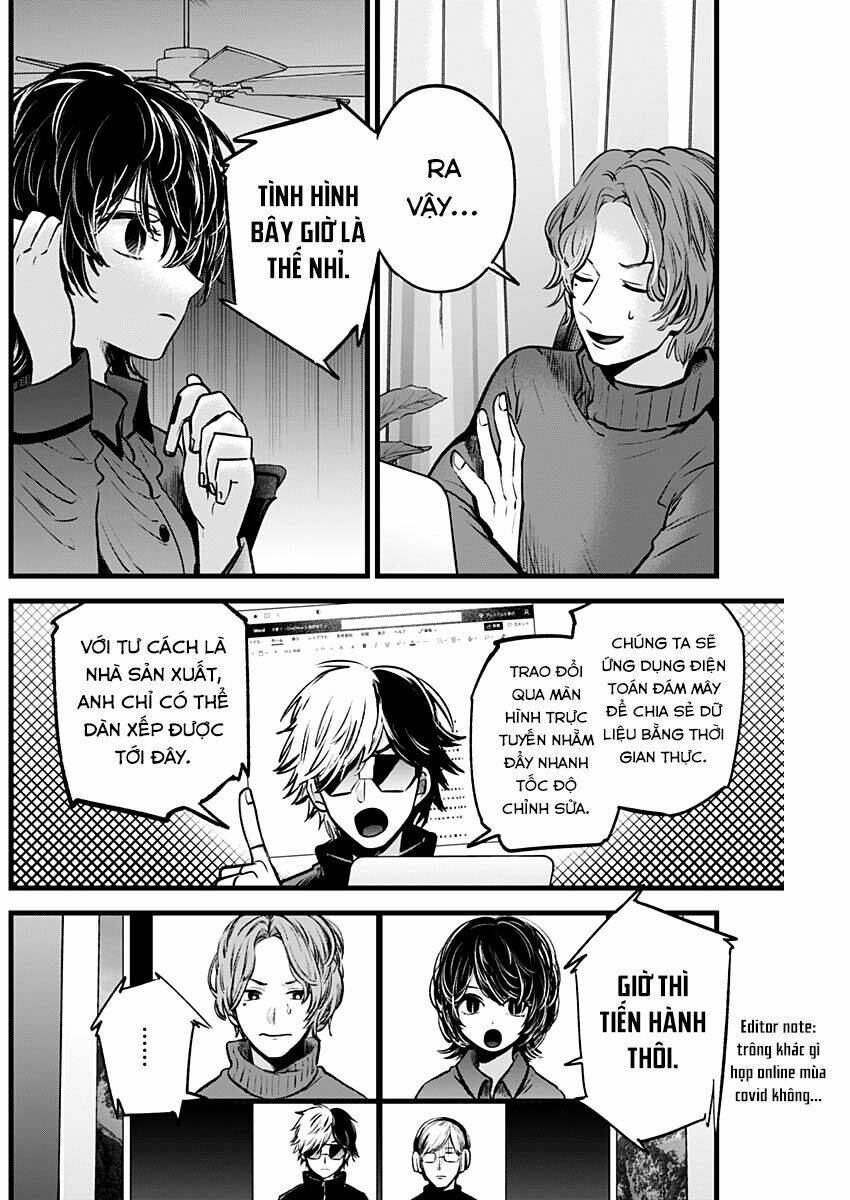 RA
VẬY...
TÌNH HÌNH
BÂY GIỜ LÀ
THẾ NHỈ.
CHÚNG TA SẼ
ỨNG DỤNG ĐIỆN
TOÁN ĐÁM MÂY
ĐỂ CHIA SẺ DỮ
LIỆU BẰNG THỜI
GIAN THỰC.
TRAO ĐỔI
QUA MÀN
HÌNH TRỰC
TUYẾN NHẰM
ĐẨY NHANH
TỐC ĐỘ
CHỈNH SỬA.
Word
VỚI TƯ CÁCH LÀ
NHÀ SẢN XUẤT,
ANH CHỈ CÓ THỂ
DÀN XẾP ĐƯỢC
TỚI ĐÂY.
GIỜ THÌ
TIẾN HÀNH
THÔI.
......
Editor note:
trông khác gì
họp online mùa
covid không...